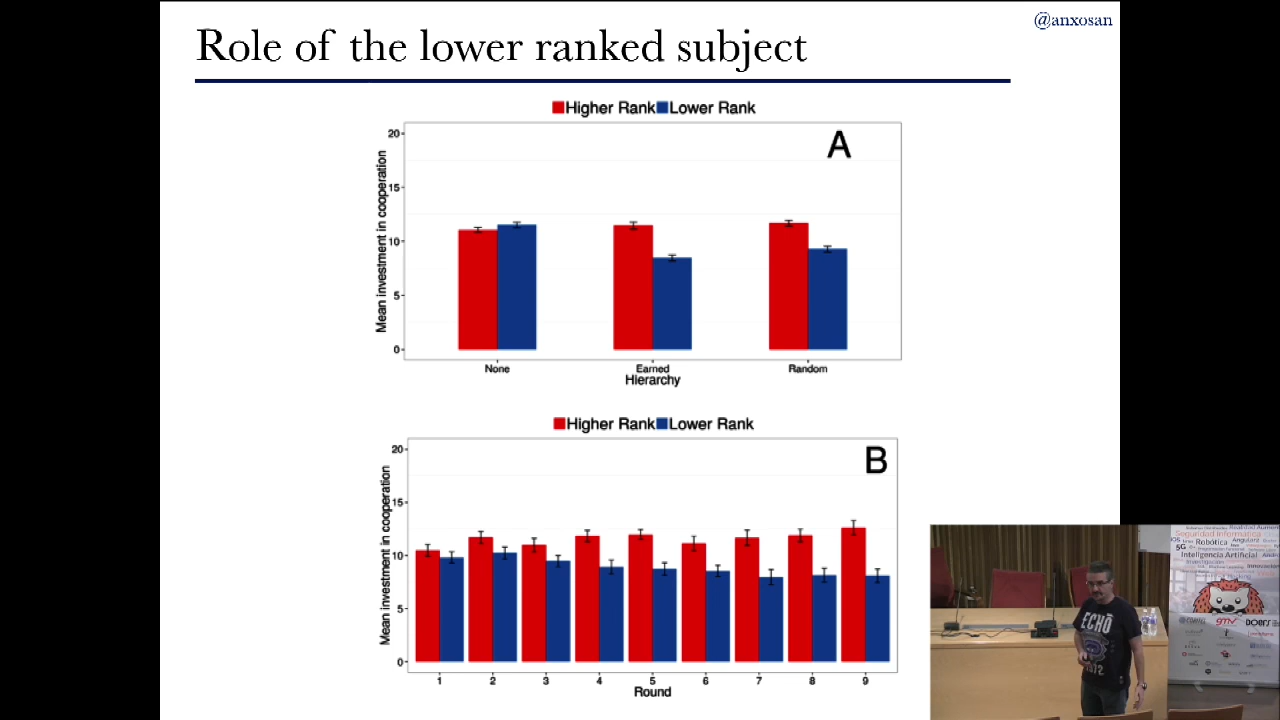 @anxosan
Role of the lower ranked subject
Higher Rank Lower Rank
A
Mean investment in cooperation
20
15
10
5
0
None Earned Random
Hierarchy
Higher Rank Lower Rank
B
Mean investment in cooperation
20
15
10
5
0
1 2 3 4 5 6 7 8 9
Round
Seguridad Informática
5G Robótica
Inteligencia Artificial
Investigación
gmv
ECHO